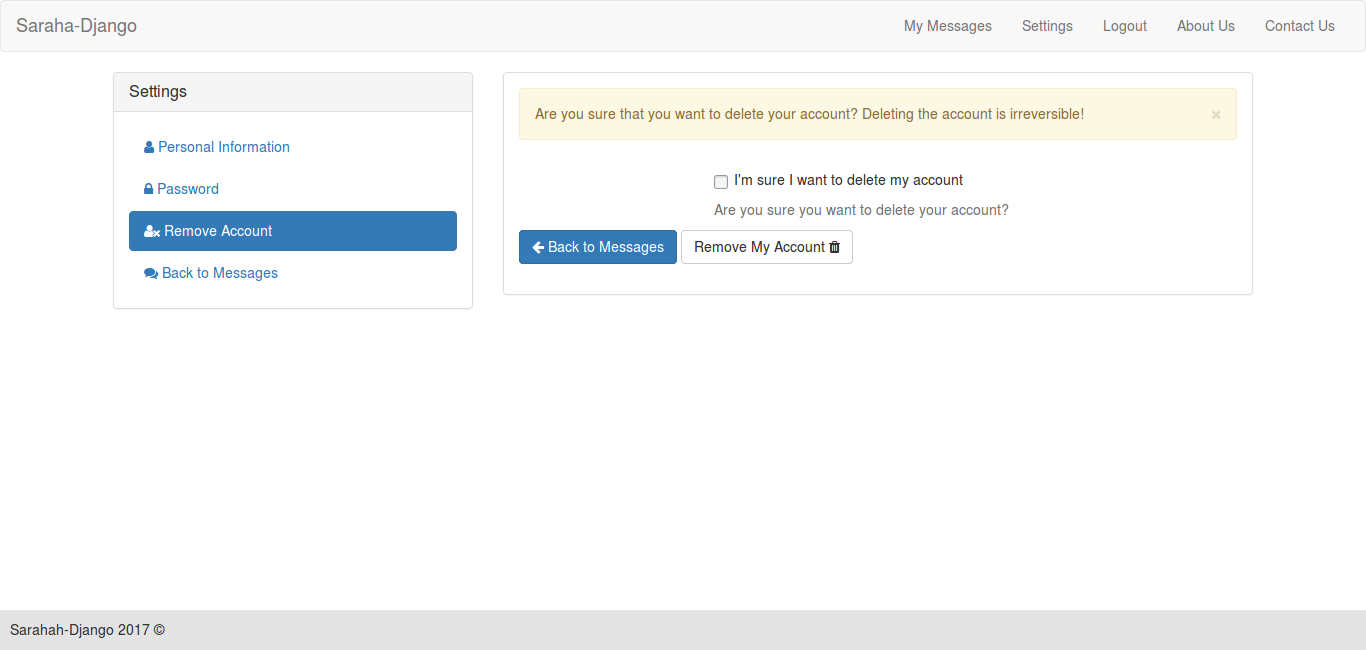 Saraha-Django
My Messages
Settings
Logout
About Us
Contact Us
Settings
Personal Information
Password
Remove Account
Back to Messages
Are you sure that you want to delete your account? Deleting the account is irreversible!
×
I'm sure I want to delete my account
Are you sure you want to delete your account?
Back to Messages
Remove My Account
Sarahah-Django 2017 ©